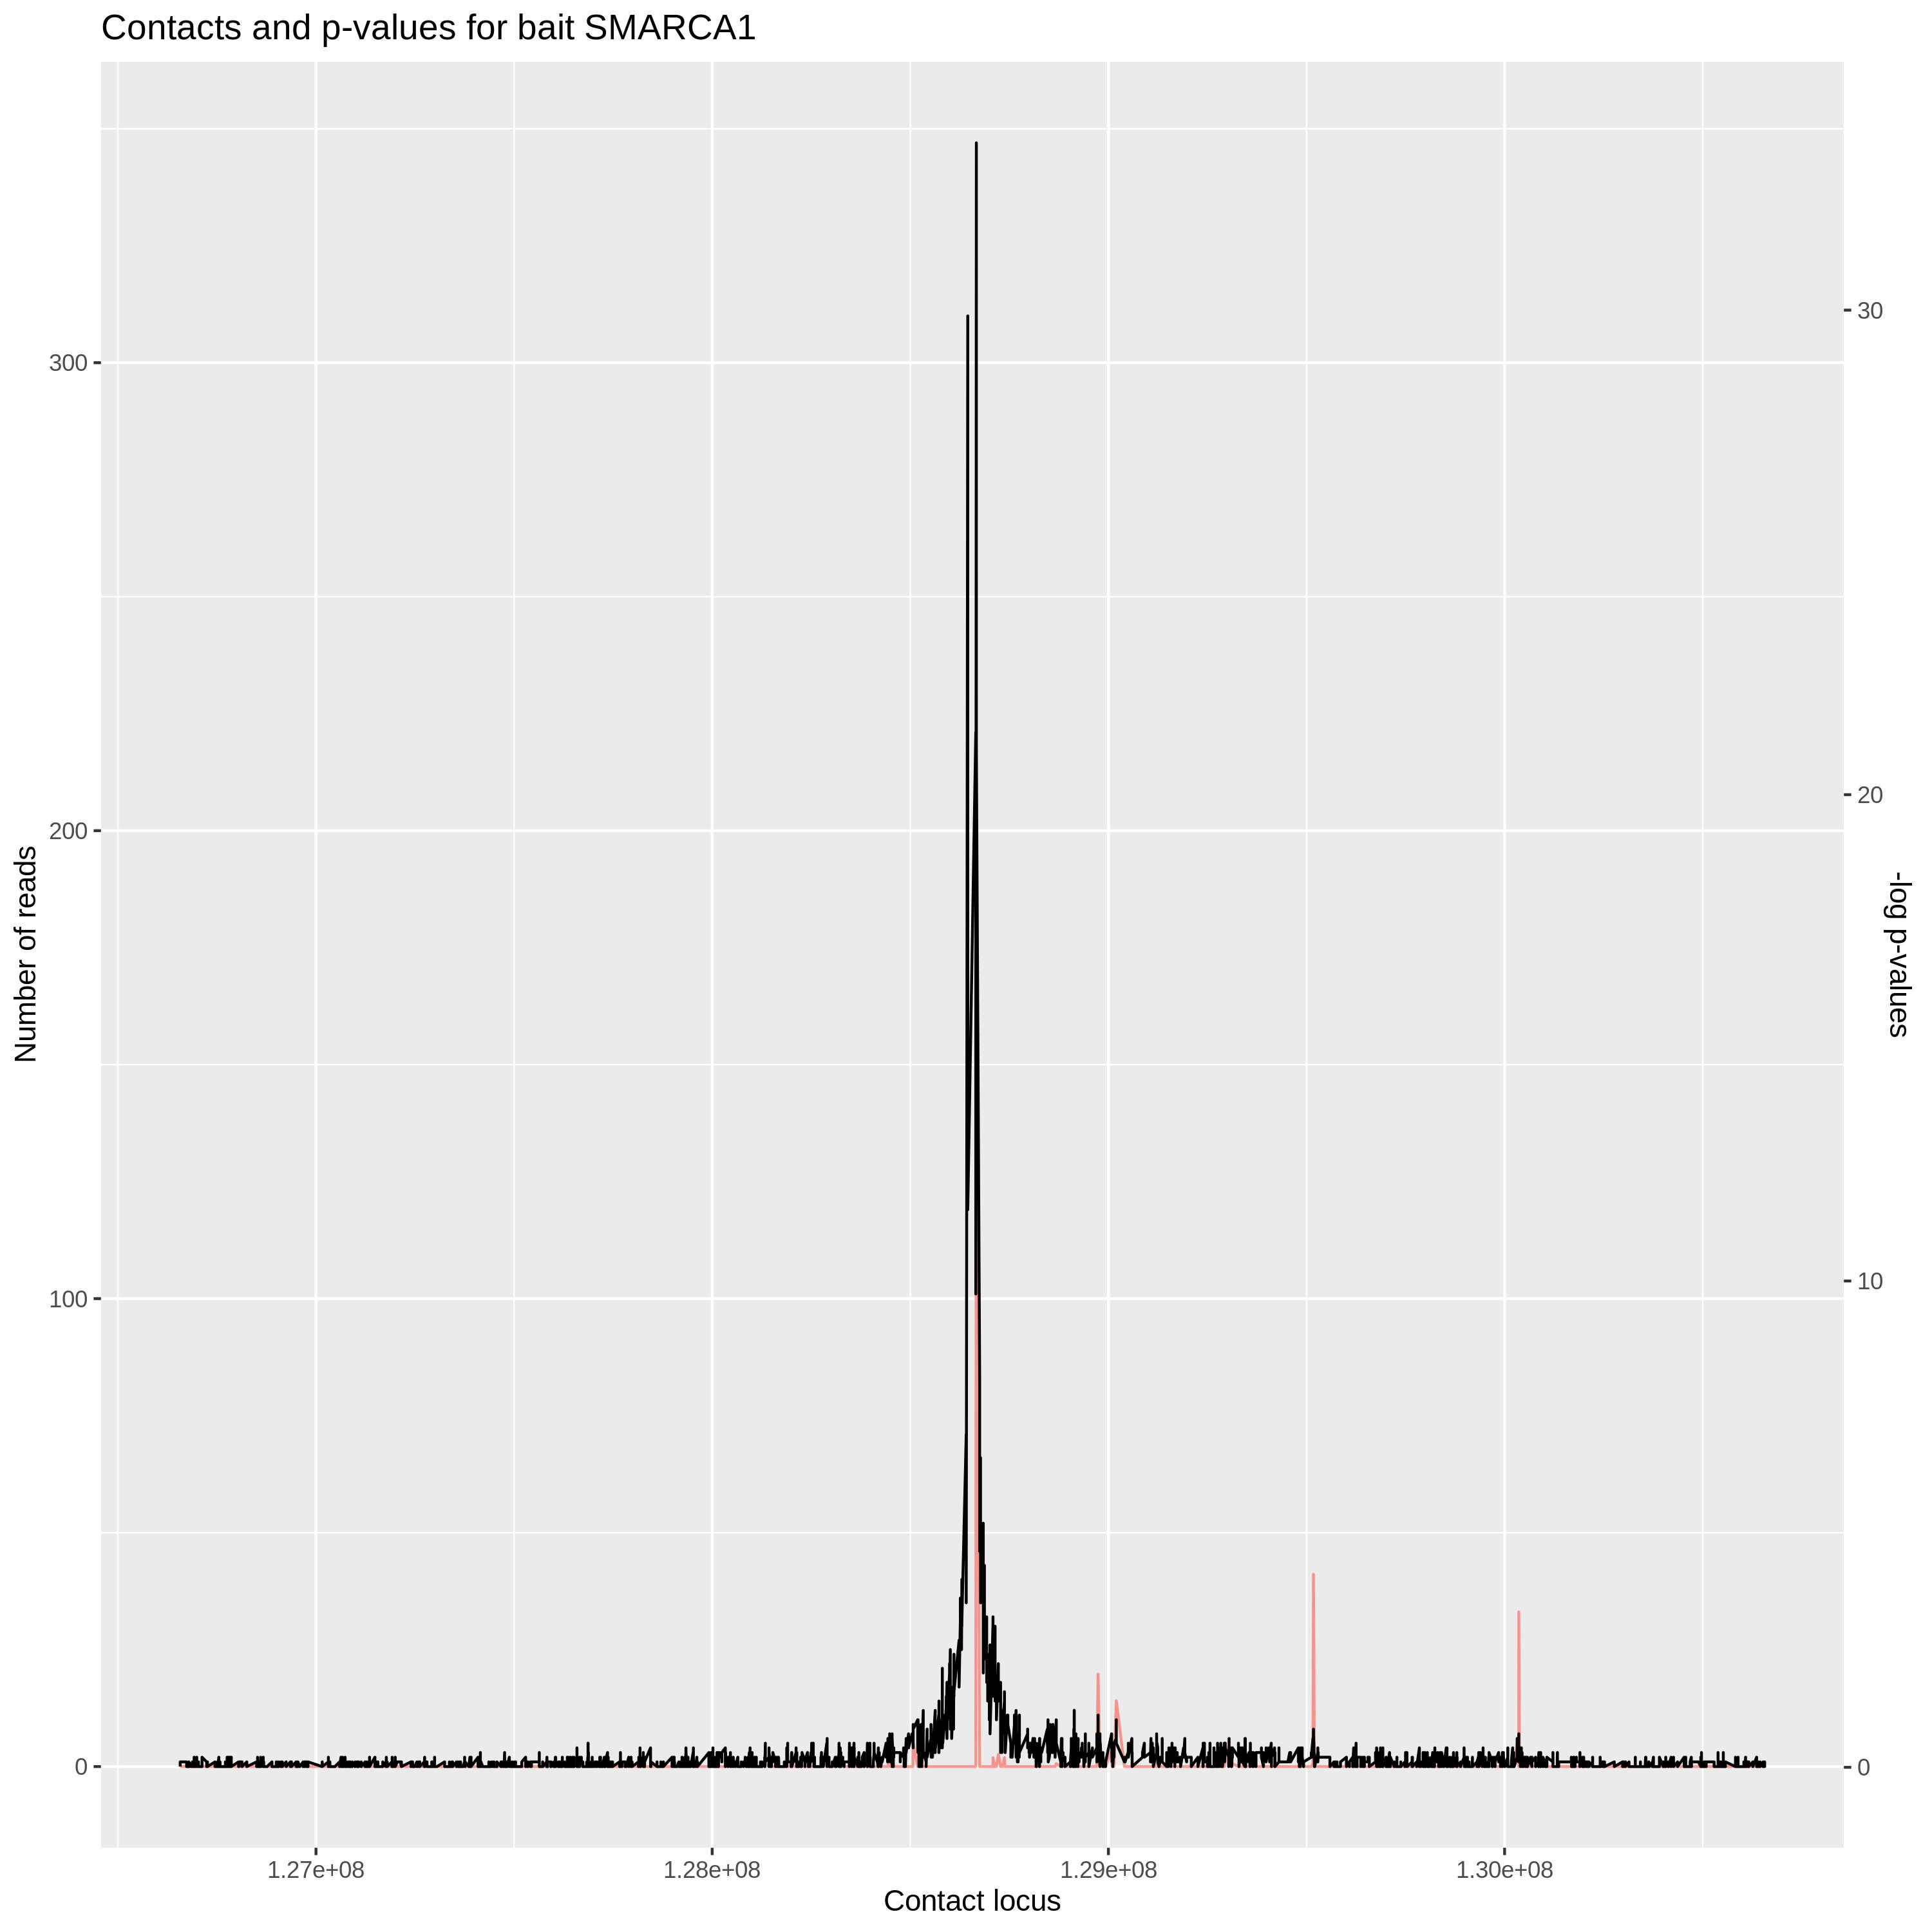 Contacts and p-values for bait SMARCA1
300
200
100
0
Number of reads
30
20
10
0
-log p-values
1.27e+08
1.28e+08
1.29e+08
1.30e+08
Contact locus